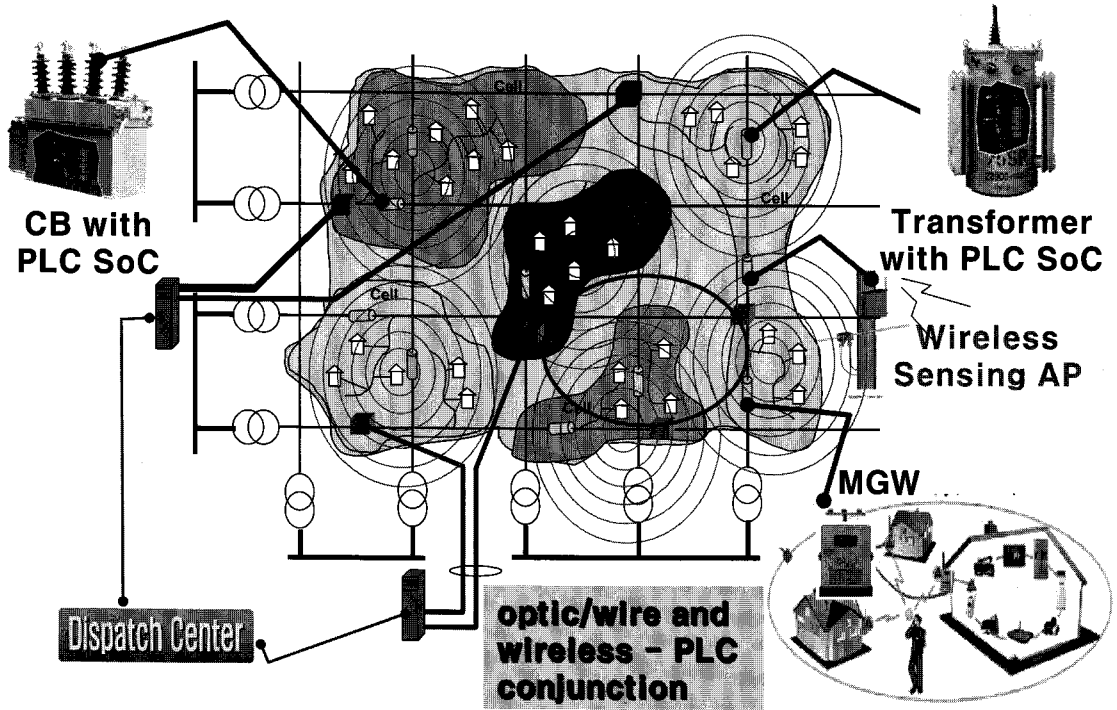 Cell
CB with
PLC SoC
Cell
Transformer
with PLC SoC
Cell
Wireless
Sensing AP
Cell
MGW
optic/wire and
wireless – PLC
conjunction
Dispatch Center